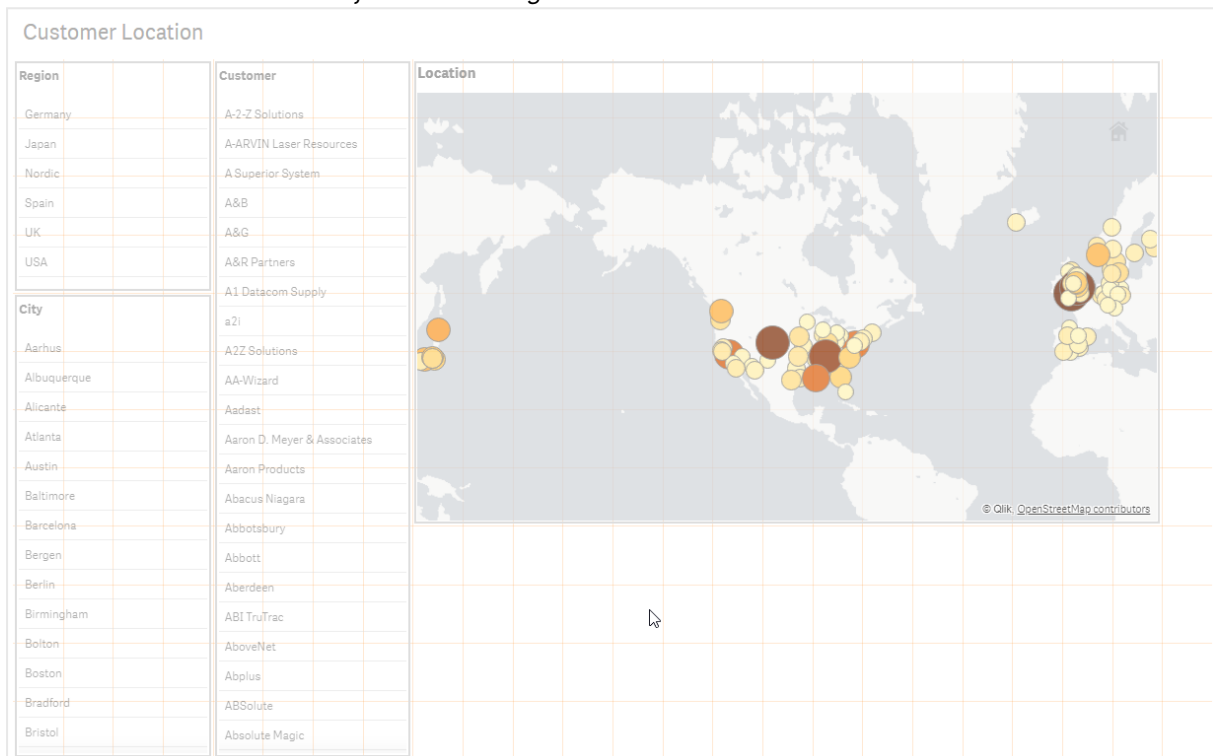 Customer Location
Region
Germany
Japan
Nordic
Spain
UK
USA
City
Aarhus
Albuquerque
Alicante
Atlanta
Austin
Baltimore
Barcelona
Bergen
Berlin
Birmingham
Bolton
Boston
Bradford
Bristol
Customer
A-2-Z Solutions
A-ARVIN Laser Resources
A Superior System
A&B
A&G
A&R Partners
A1 Datacom Supply
a2i
A2Z Solutions
AA-Wizard
Aadast
Aaron D. Meyer & Associates
Aaron Products
Abacus Niagara
Abbotsbury
Abbott
Aberdeen
ABI TruTrac
AboveNet
Abplus
ABSolute
Absolute Magic
Location
© Qlik, OpenStreetMap contributors